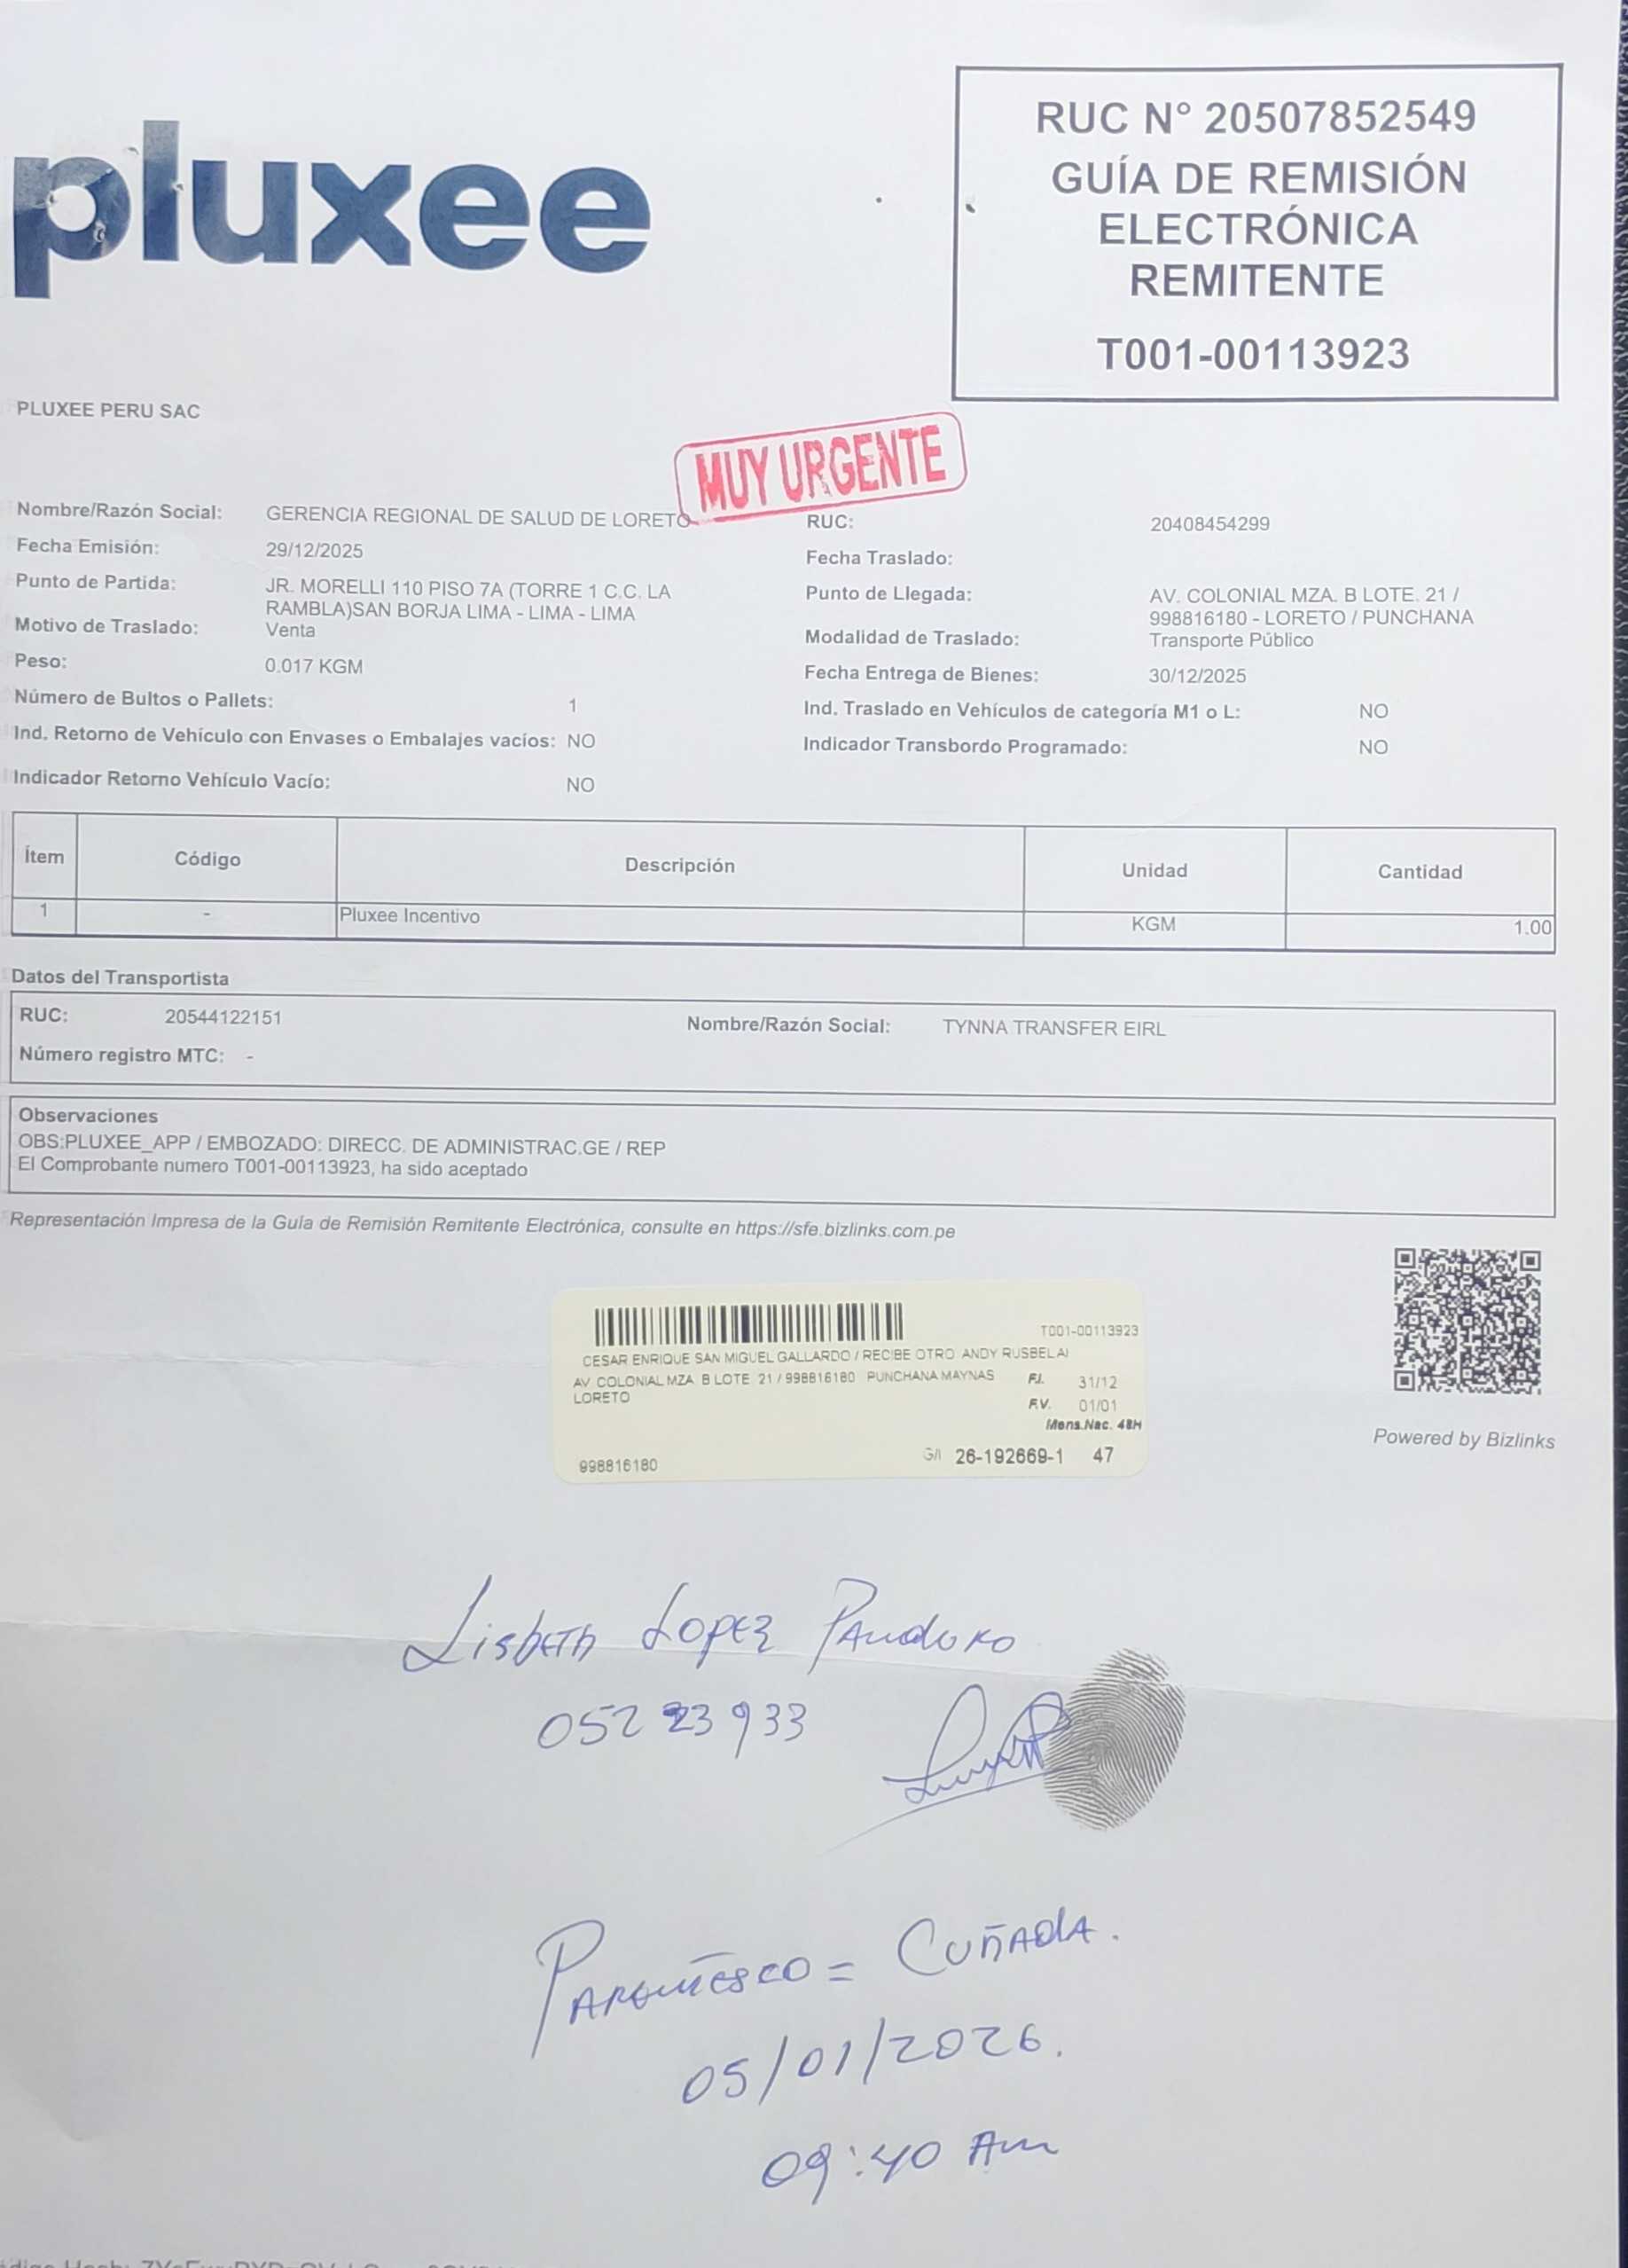 pluxee
RUC N° 20507852549
GUÍA DE REMISIÓN
ELECTRÓNICA
REMITENTE
T001-00113923
PLUXEE PERU SAC
MUY URGENTE
Nombre/Razón Social: GERENCIA REGIONAL DE SALUD DE LORETO RUC: 20408454299
Fecha Emisión: 29/12/2025 Fecha Traslado:
Punto de Partida: JR. MORELLI 110 PISO 7A (TORRE 1 C.C. LA RAMBLA)SAN BORJA LIMA - LIMA - LIMA
Punto de Llegada: AV. COLONIAL MZA. B LOTE. 21 / 998816180 - LORETO / PUNCHANA
Motivo de Traslado: Venta Modalidad de Traslado: Transporte Público
Peso: 0.017 KGM Fecha Entrega de Bienes: 30/12/2025
Número de Bultos o Pallets: 1 Ind. Traslado en Vehículos de categoría M1 o L: NO
Ind. Retorno de Vehículo con Envases o Embalajes vacíos: NO Indicador Transbordo Programado: NO
Indicador Retorno Vehículo Vacío: NO
Ítem Código Descripción Unidad Cantidad
1 - Pluxee Incentivo KGM 1.00
Datos del Transportista
RUC: 20544122151 Nombre/Razón Social: TYNNA TRANSFER EIRL
Número registro MTC: -
Observaciones
OBS:PLUXEE_APP / EMBOZADO: DIRECC. DE ADMINISTRAC.GE / REP
El Comprobante numero T001-00113923, ha sido aceptado
Representación Impresa de la Guía de Remisión Remitente Electrónica, consulte en https://sfe.bizlinks.com.pe
T001-00113923
CESAR ENRIQUE SAN MIGUEL GALLARDO / RECIBE OTRO ANDY RUSBEL AI
AV COLONIAL MZA B LOTE 21 / 998816180 PUNCHANA MAYNAS F.I. 31/12
LORETO F.V. 01/01
Mens.Nac. 48H
998816180 G/I 26-192669-1 47
Powered by Bizlinks
Lisbeth Lopez Panduro
05223933
Parentesco = Cuñada.
05/01/2026.
09:40 Am